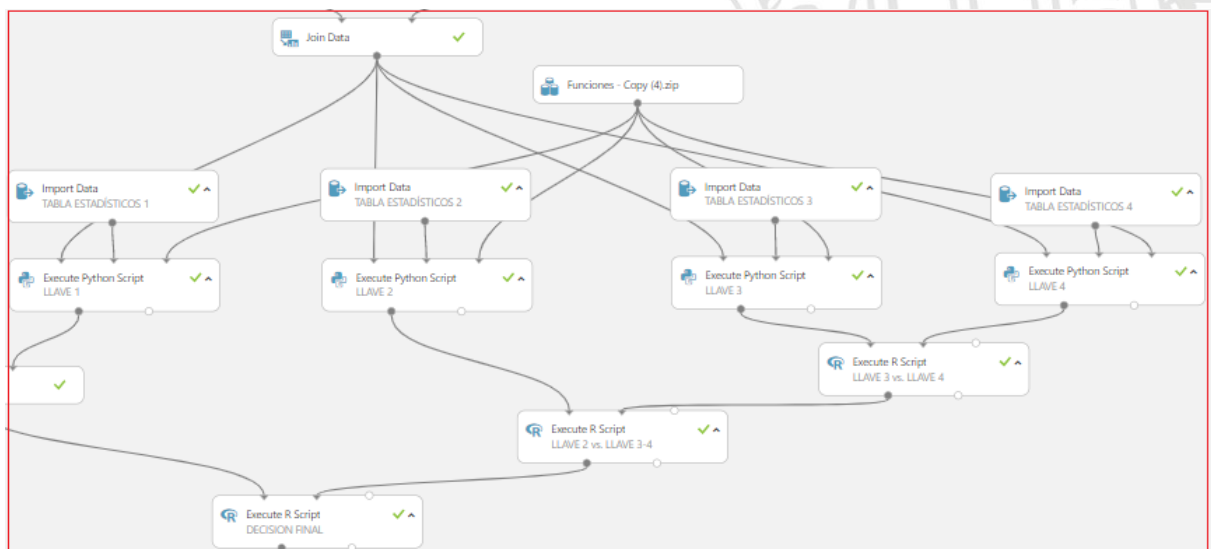 Join Data
Funciones - Copy (4).zip
Import Data
TABLA ESTADÍSTICOS 1
Import Data
TABLA ESTADÍSTICOS 2
Import Data
TABLA ESTADÍSTICOS 3
Import Data
TABLA ESTADÍSTICOS 4
Execute Python Script
LLAVE 1
Execute Python Script
LLAVE 2
Execute Python Script
LLAVE 3
Execute Python Script
LLAVE 4
Execute R Script
LLAVE 3 vs. LLAVE 4
Execute R Script
LLAVE 2 vs. LLAVE 3-4
Execute R Script
DECISION FINAL